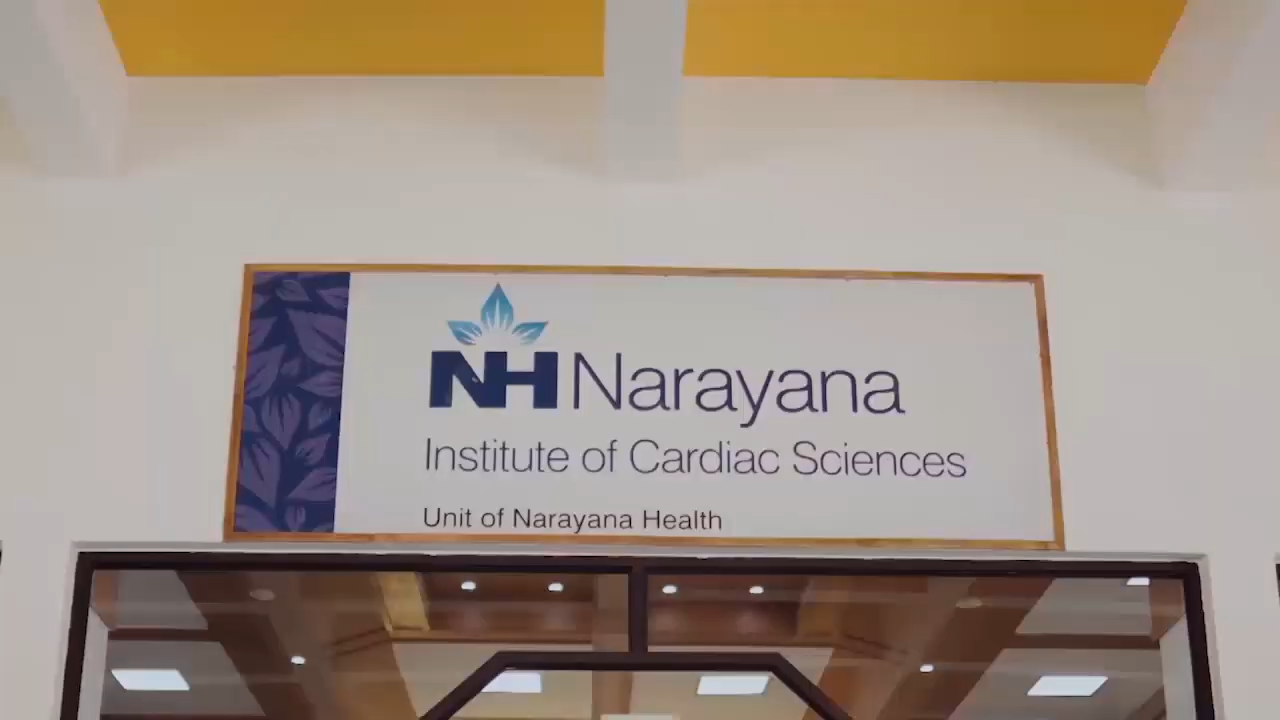 NH Narayana
Institute of Cardiac Sciences
Unit of Narayana Health